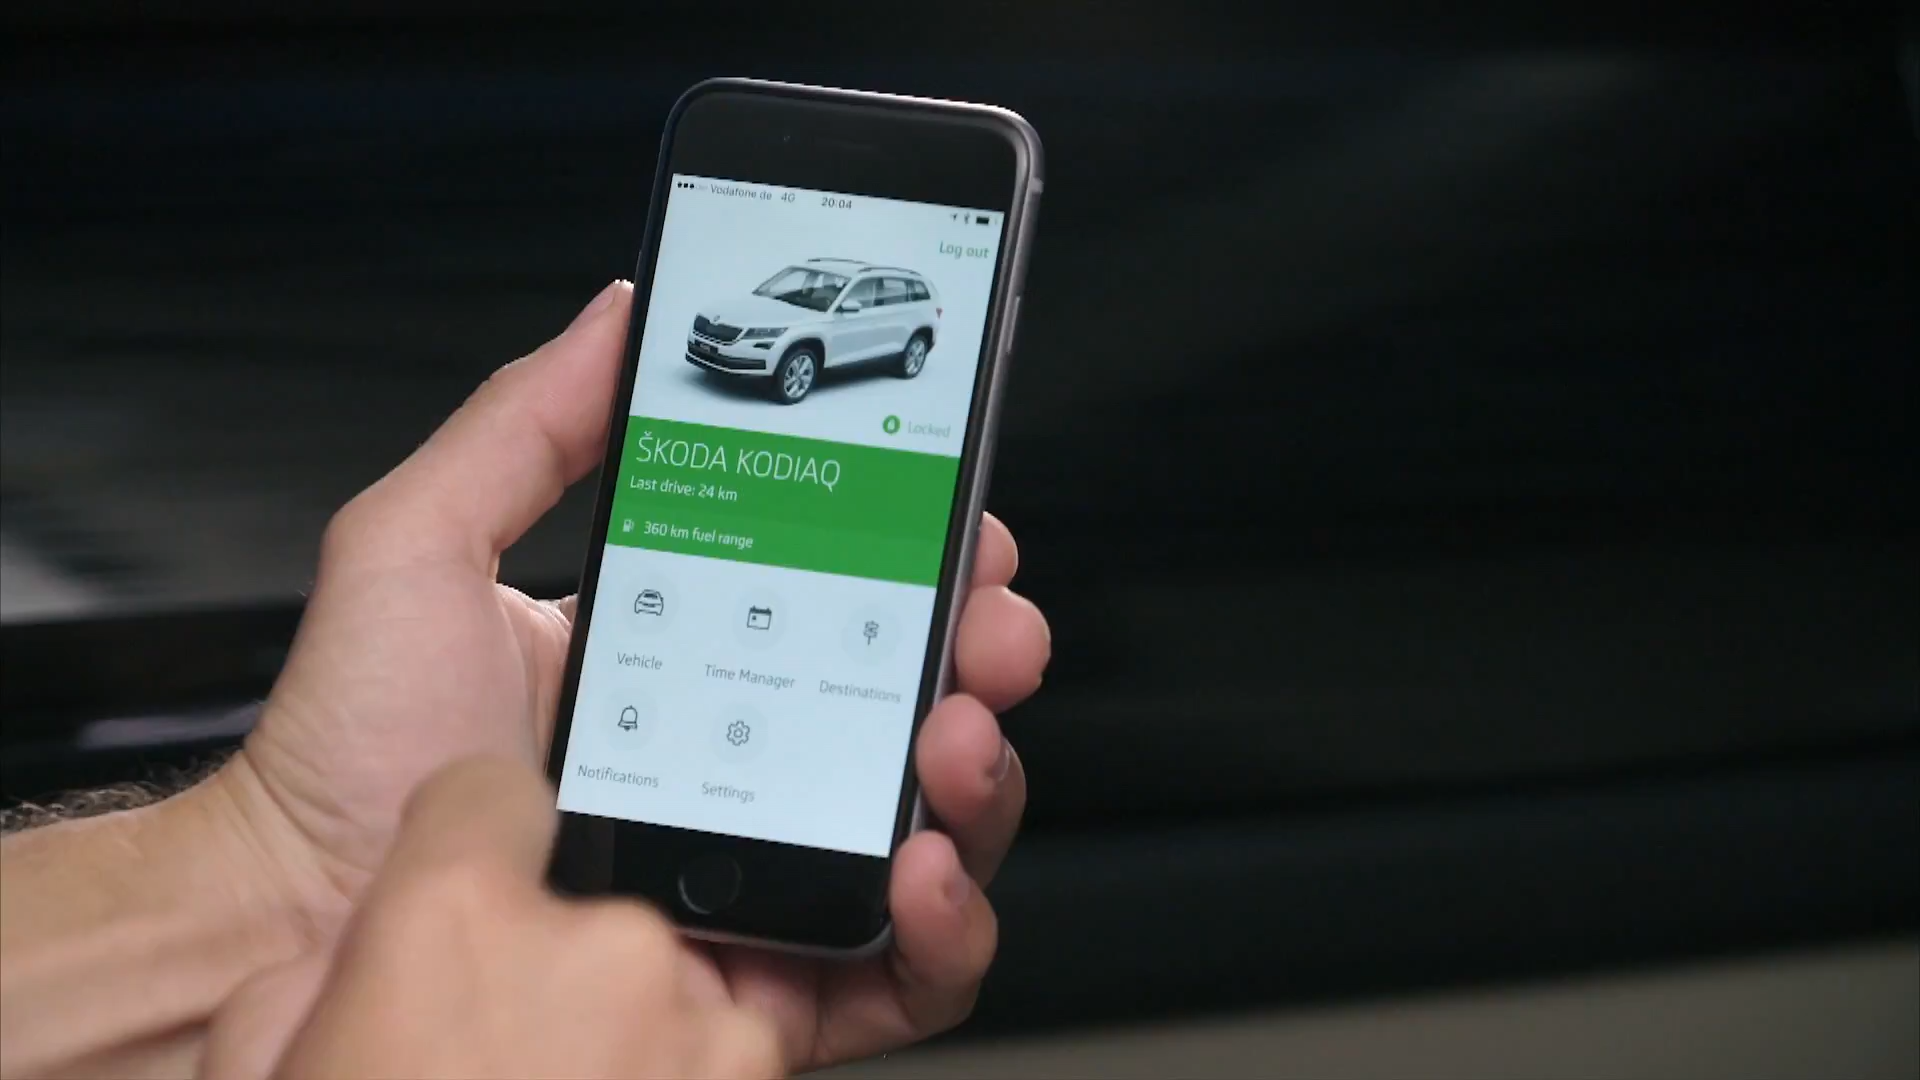 Vodafone de 4G 20:04
Log out
Locked
ŠKODA KODIAQ
Last drive: 24 km
360 km fuel range
Vehicle
Time Manager
Destinations
Notifications
Settings